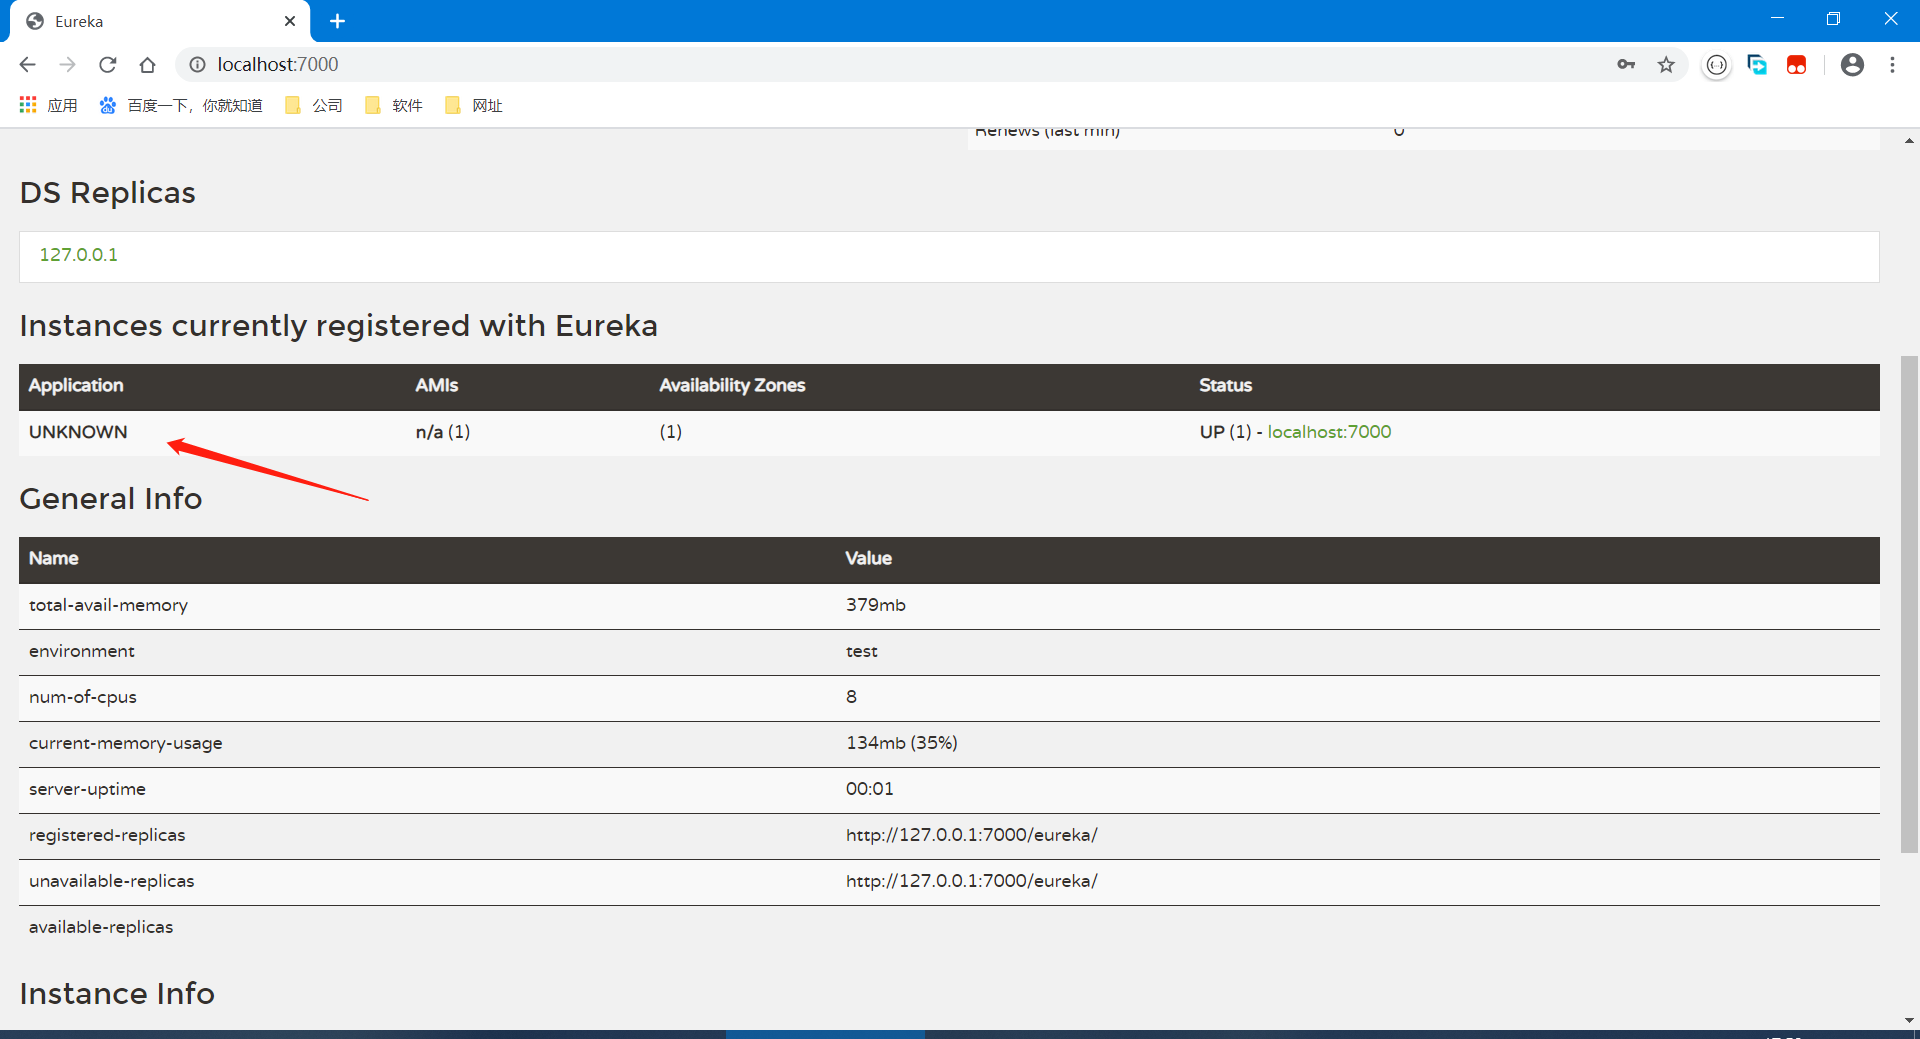 Eureka
localhost:7000
应用 百度一下，你就知道 公司 软件 网址
Renews (last min) 0
DS Replicas
127.0.0.1
Instances currently registered with Eureka
Application AMIs Availability Zones Status
UNKNOWN n/a (1) (1) UP (1) - localhost:7000
General Info
Name Value
total-avail-memory 379mb
environment test
num-of-cpus 8
current-memory-usage 134mb (35%)
server-uptime 00:01
registered-replicas http://127.0.0.1:7000/eureka/
unavailable-replicas http://127.0.0.1:7000/eureka/
available-replicas
Instance Info